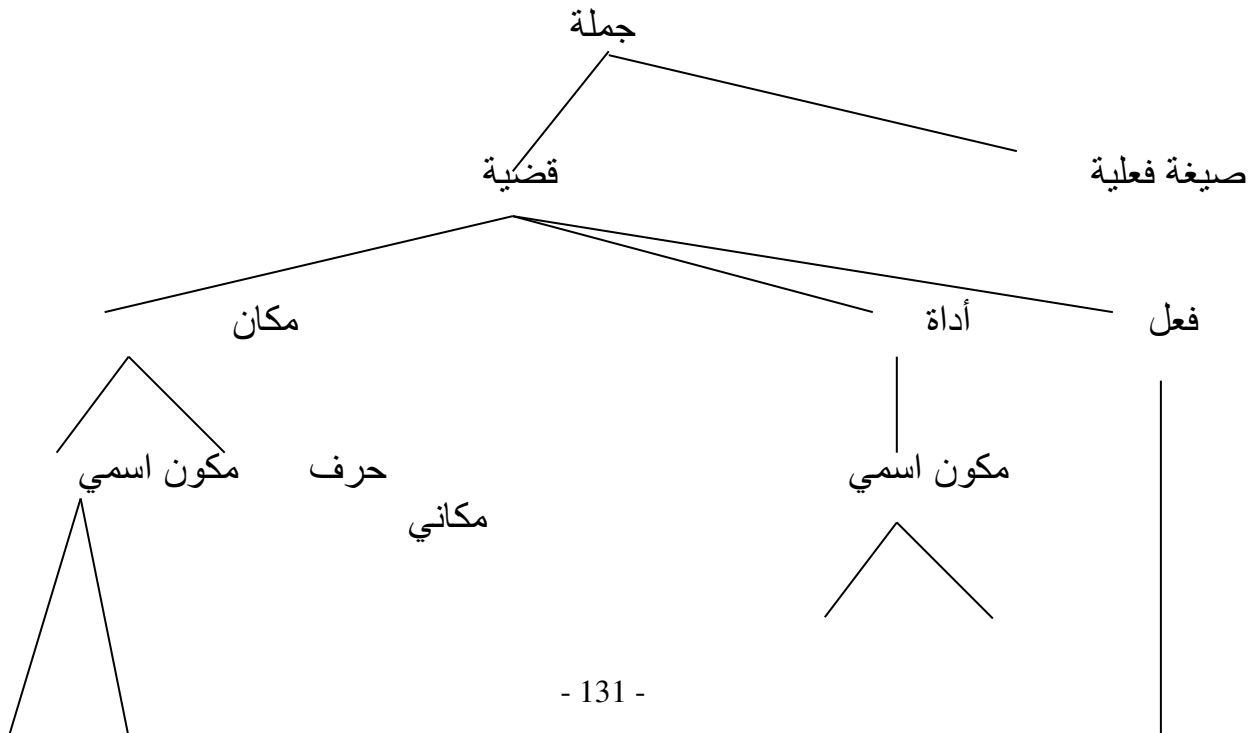 جملة
صيغة فعلية قضية
فعل أداة مكان
مكون اسمي حرف مكون اسمي
مكاني
- 131 -